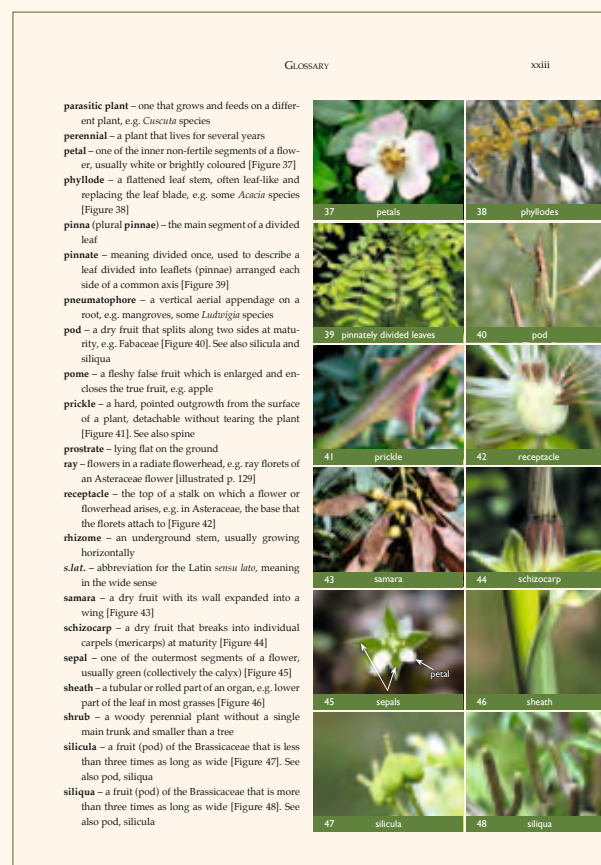 GLOSSARY xxiii
parasitic plant – one that grows and feeds on a differ-
ent plant, e.g. Cuscuta species
perennial – a plant that lives for several years
petal – one of the inner non-fertile segments of a flow-
er, usually white or brightly coloured [Figure 37]
phyllode – a flattened leaf stem, often leaf-like and
replacing the leaf blade, e.g. some Acacia species
[Figure 38]
pinna (plural pinnae) – the main segment of a divided
leaf
pinnate – meaning divided once, used to describe a
leaf divided into leaflets (pinnae) arranged each
side of a common axis [Figure 39]
pneumatophore – a vertical aerial appendage on a
root, e.g. mangroves, some Ludwigia species
pod – a dry fruit that splits along two sides at matu-
rity, e.g. Fabaceae [Figure 40]. See also silicula and
siliqua
pome – a fleshy false fruit which is enlarged and en-
closes the true fruit, e.g. apple
prickle – a hard, pointed outgrowth from the surface
of a plant, detachable without tearing the plant
[Figure 41]. See also spine
prostrate – lying flat on the ground
ray – flowers in a radiate flowerhead, e.g. ray florets of
an Asteraceae flower [illustrated p. 129]
receptacle – the top of a stalk on which a flower or
flowerhead arises, e.g. in Asteraceae, the base that
the florets attach to [Figure 42]
rhizome – an underground stem, usually growing
horizontally
s.lat. – abbreviation for the Latin sensu lato, meaning
in the wide sense
samara – a dry fruit with its wall expanded into a
wing [Figure 43]
schizocarp – a dry fruit that breaks into individual
carpels (mericarps) at maturity [Figure 44]
sepal – one of the outermost segments of a flower,
usually green (collectively the calyx) [Figure 45]
sheath – a tubular or rolled part of an organ, e.g. lower
part of the leaf in most grasses [Figure 46]
shrub – a woody perennial plant without a single
main trunk and smaller than a tree
silicula – a fruit (pod) of the Brassicaceae that is less
than three times as long as wide [Figure 47]. See
also pod, siliqua
siliqua – a fruit (pod) of the Brassicaceae that is more
than three times as long as wide [Figure 48]. See
also pod, silicula
37 petals
38 phyllodes
39 pinnately divided leaves
40 pod
41 prickle
42 receptacle
43 samara
44 schizocarp
petal
45 sepals
46 sheath
47 silicula
48 siliqua